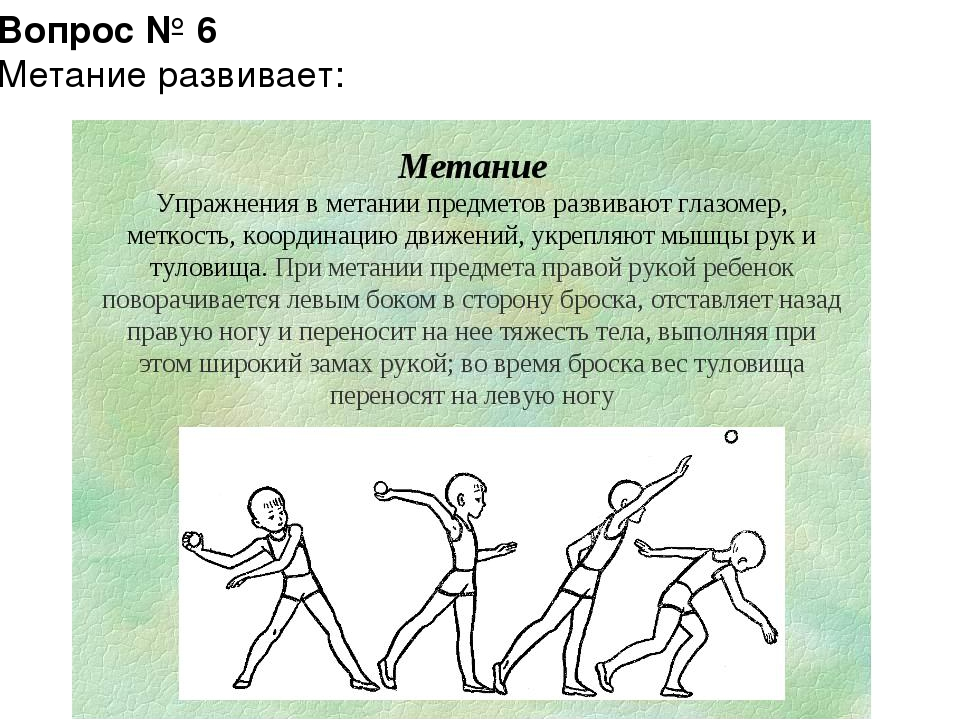 Вопрос № 6
Метание развивает:
Метание
Упражнения в метании предметов развивают глазомер,
меткость, координацию движений, укрепляют мышцы рук и
туловища. При метании предмета правой рукой ребенок
поворачивается левым боком в сторону броска, отставляет назад
правую ногу и переносит на нее тяжесть тела, выполняя при
этом широкий замах рукой; во время броска вес туловища
переносят на левую ногу